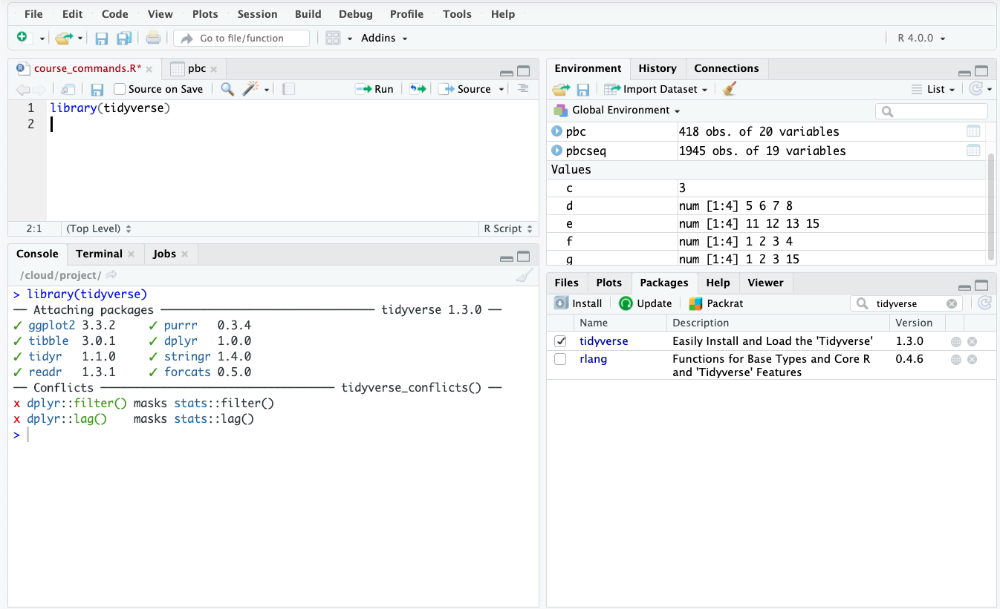 File Edit Code View Plots Session Build Debug Profile Tools Help
Go to file/function Addins R 4.0.0
course_commands.R* pbc
Source on Save Run Source
1 library(tidyverse)
2
2:1 (Top Level) R Script
Console Terminal Jobs
/cloud/project/
> library(tidyverse)
── Attaching packages ──────────────────────────────── tidyverse 1.3.0 ──
✓ ggplot2 3.3.2 ✓ purrr 0.3.4
✓ tibble 3.0.1 ✓ dplyr 1.0.0
✓ tidyr 1.1.0 ✓ stringr 1.4.0
✓ readr 1.3.1 ✓ forcats 0.5.0
── Conflicts ─────────────────────────────────── tidyverse_conflicts() ──
x dplyr::filter() masks stats::filter()
x dplyr::lag() masks stats::lag()
>
Environment History Connections
Import Dataset List
Global Environment
pbc 418 obs. of 20 variables
pbcseq 1945 obs. of 19 variables
Values
c 3
d num [1:4] 5 6 7 8
e num [1:4] 11 12 13 15
f num [1:4] 1 2 3 4
g num [1:4] 1 2 3 15
Files Plots Packages Help Viewer
Install Update Packrat tidyverse
Name Description Version
tidyverse Easily Install and Load the 'Tidyverse' 1.3.0
rlang Functions for Base Types and Core R 0.4.6
and 'Tidyverse' Features